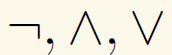 ¬, ∧, ∨